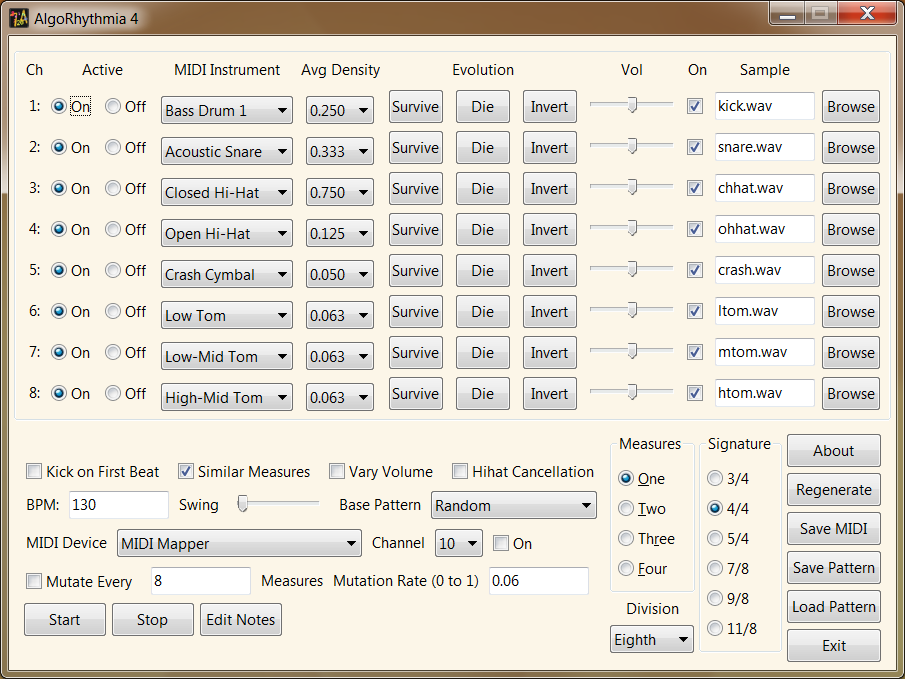 AlgoRhythmia 4
Ch Active MIDI Instrument Avg Density Evolution Vol On Sample
1: On Off Bass Drum 1 0.250 Survive Die Invert kick.wav Browse
2: On Off Acoustic Snare 0.333 Survive Die Invert snare.wav Browse
3: On Off Closed Hi-Hat 0.750 Survive Die Invert chhat.wav Browse
4: On Off Open Hi-Hat 0.125 Survive Die Invert ohhat.wav Browse
5: On Off Crash Cymbal 0.050 Survive Die Invert crash.wav Browse
6: On Off Low Tom 0.063 Survive Die Invert ltom.wav Browse
7: On Off Low-Mid Tom 0.063 Survive Die Invert mtom.wav Browse
8: On Off High-Mid Tom 0.063 Survive Die Invert htom.wav Browse
Kick on First Beat Similar Measures Vary Volume Hihat Cancellation
BPM: 130 Swing Base Pattern Random
MIDI Device MIDI Mapper Channel 10 On
Mutate Every 8 Measures Mutation Rate (0 to 1) 0.06
Start Stop Edit Notes
Measures
One
Two
Three
Four
Division
Eighth
Signature
3/4
4/4
5/4
7/8
9/8
11/8
About
Regenerate
Save MIDI
Save Pattern
Load Pattern
Exit